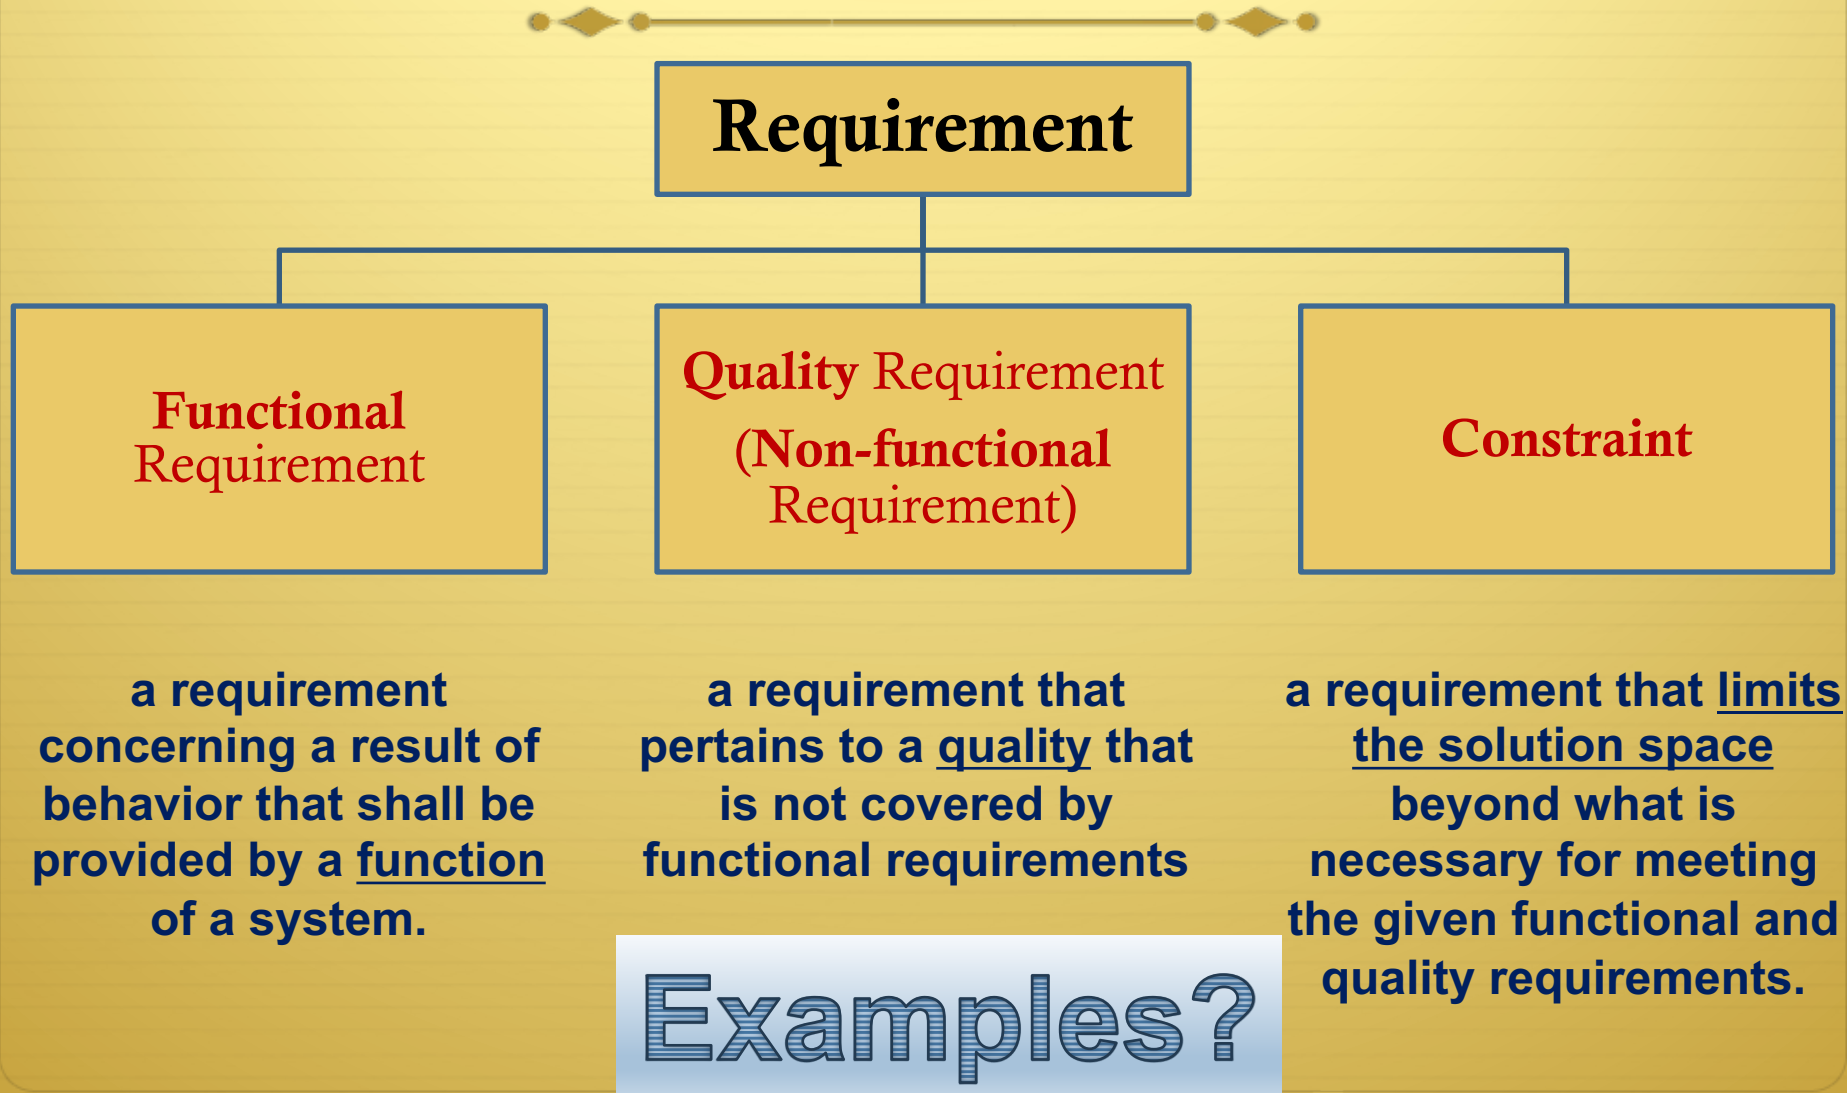 Requirement
Functional
Requirement
Quality Requirement
(Non-functional
Requirement)
Constraint
a requirement
concerning a result of
behavior that shall be
provided by a function
of a system.
a requirement that
pertains to a quality that
is not covered by
functional requirements
a requirement that limits
the solution space
beyond what is
necessary for meeting
the given functional and
quality requirements.
Examples?